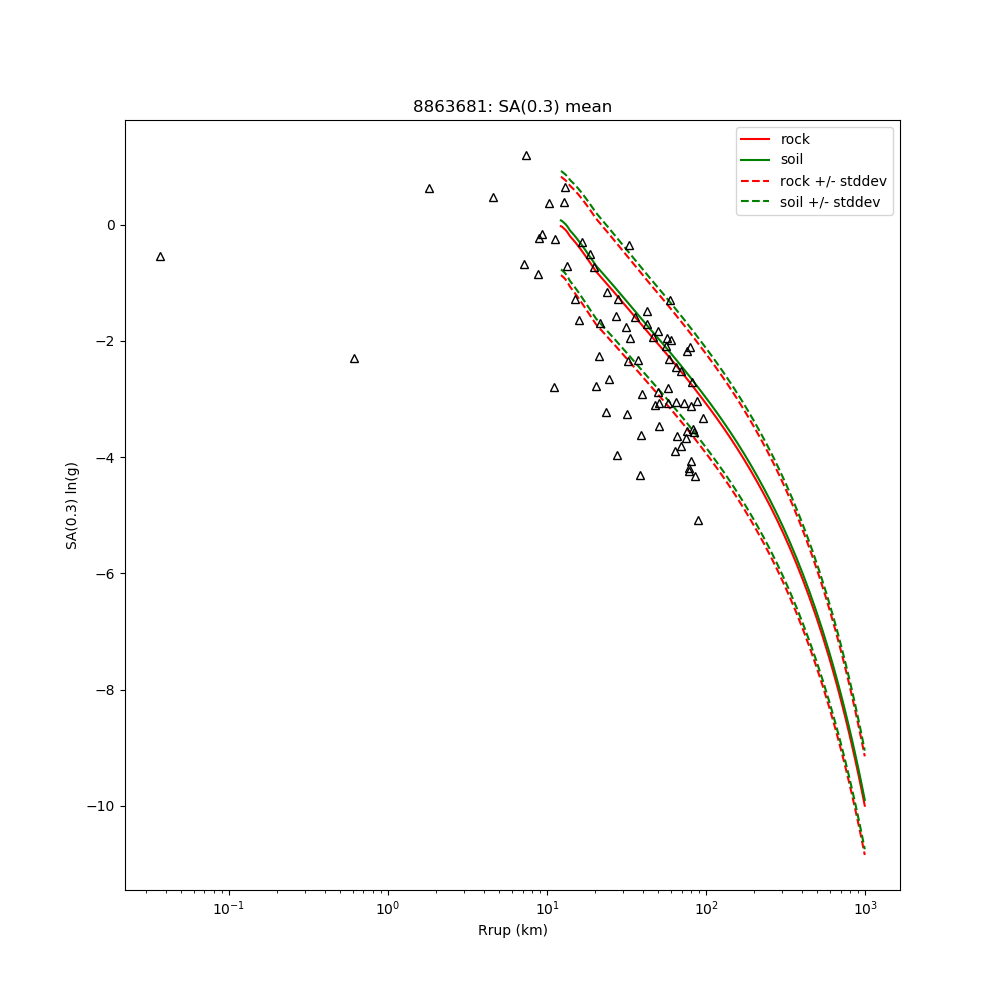 8863681: SA(0.3) mean
rock
soil
rock +/- stddev
soil +/- stddev
0
−2
−4
−6
−8
−10
SA(0.3) ln(g)
10⁻¹ 10⁰ 10¹ 10² 10³
Rrup (km)